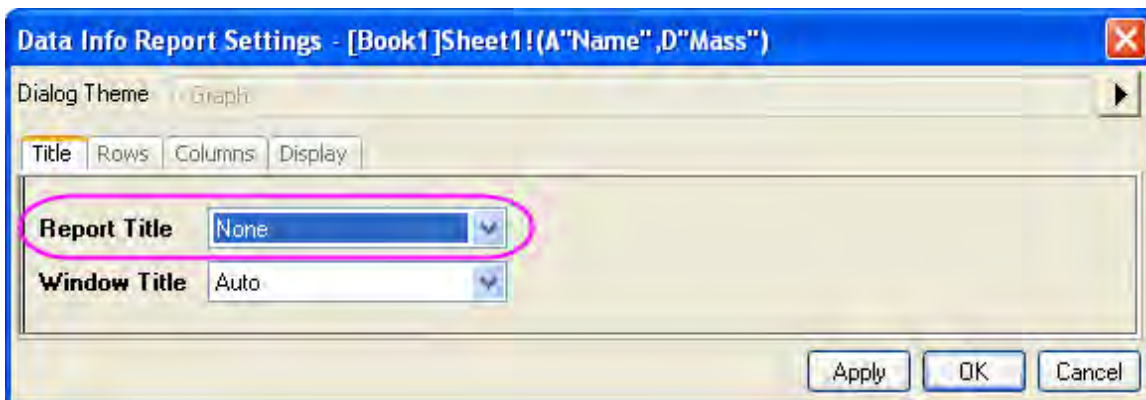 Data Info Report Settings - [Book1]Sheet1!(A"Name",D"Mass")
Dialog Theme Graph
Title Rows Columns Display
Report Title None
Window Title Auto
Apply OK Cancel